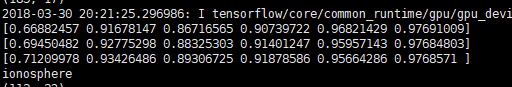 2018-03-30 20:21:25.296986: I tensorflow/core/common_runtime/gpu/gpu_devi
[0.66882457 0.91678147 0.86716565 0.90739722 0.96821429 0.97691009]
[0.69450482 0.92775298 0.88325303 0.91401247 0.95957143 0.97684803]
[0.71209978 0.93426486 0.89306725 0.91878586 0.95664286 0.9768571 ]
ionosphere